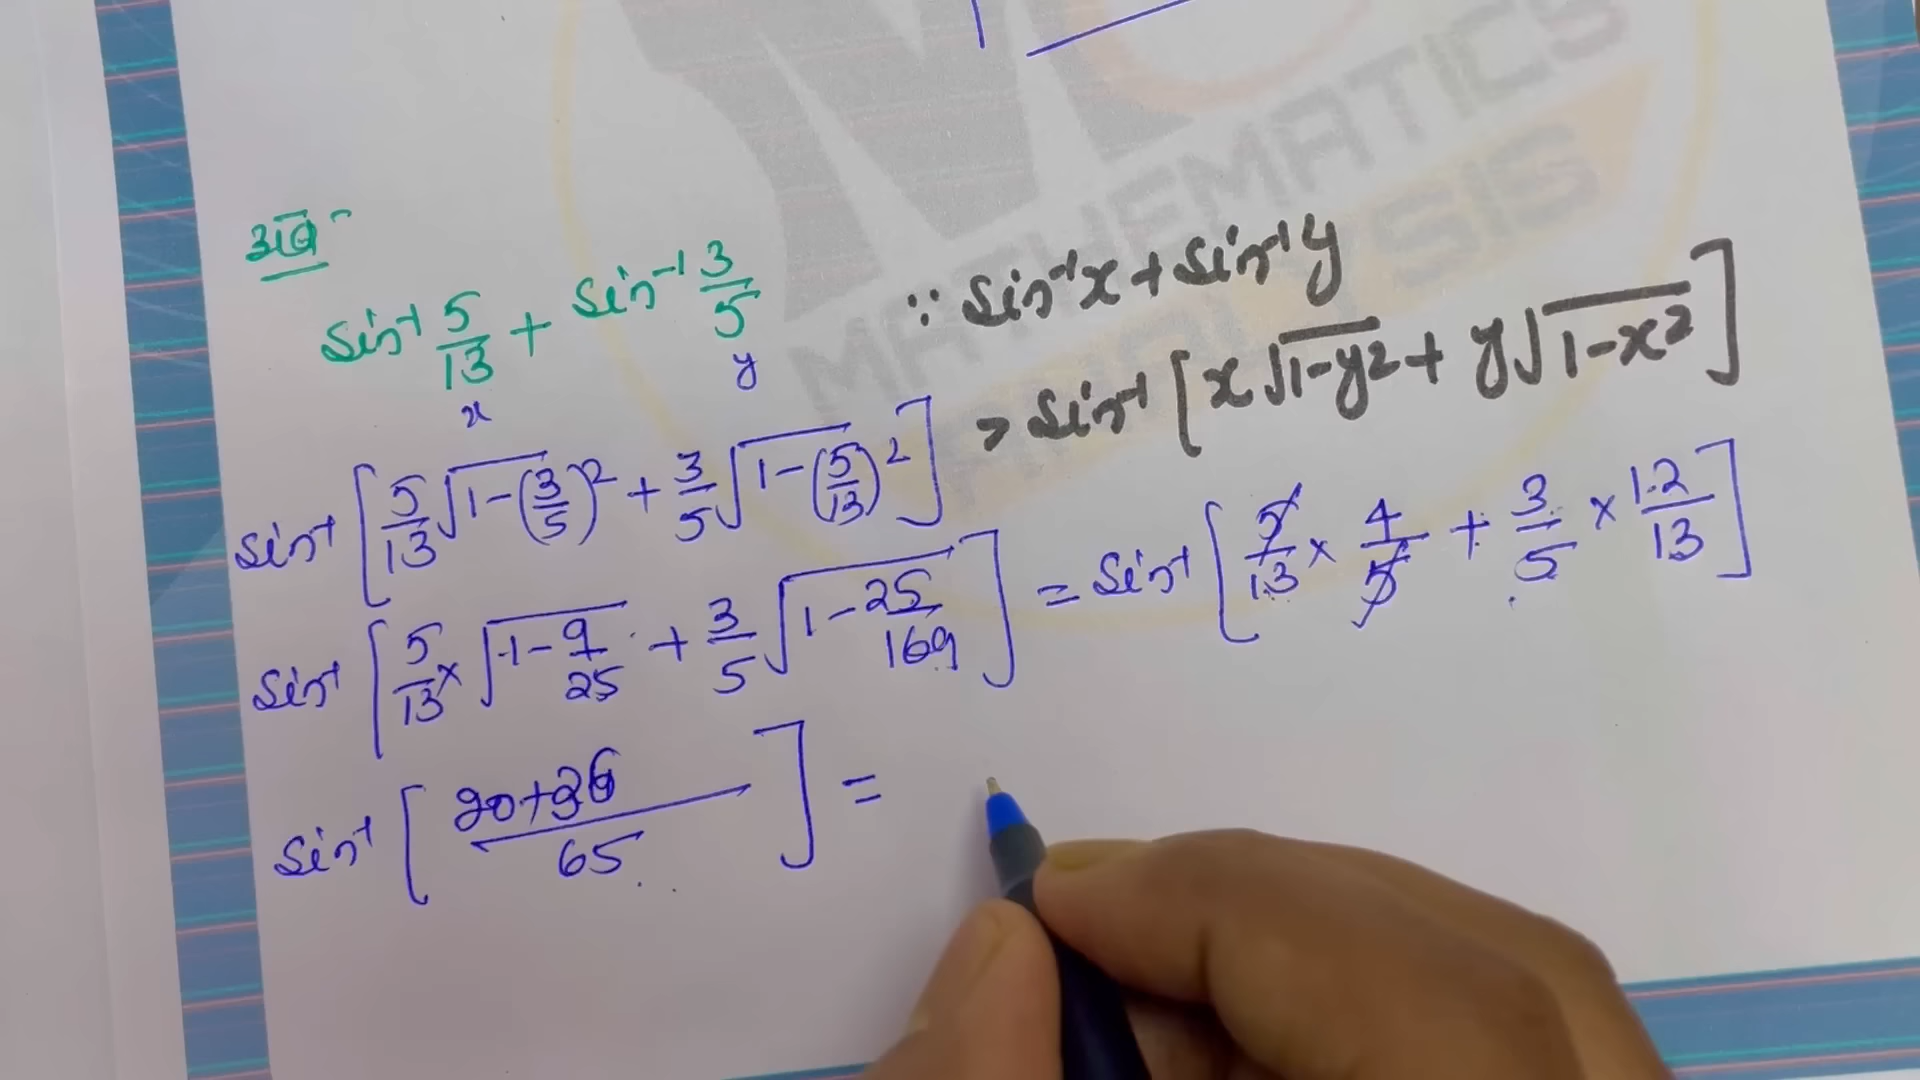 अब
sin⁻¹ 5/13 + sin⁻¹ 3/5
x y
∵ sin⁻¹x + sin⁻¹y
= sin⁻¹ [x√1-y² + y√1-x²]
sin⁻¹ [5/13 √1-(3/5)² + 3/5 √1-(5/13)²]
sin⁻¹ [5/13 × √1-9/25 + 3/5 √1-25/169] = sin⁻¹ [5/13 × 4/5 + 3/5 × 12/13]
sin⁻¹ [20+36/65] =
MATHEMATICS
ANALYSIS